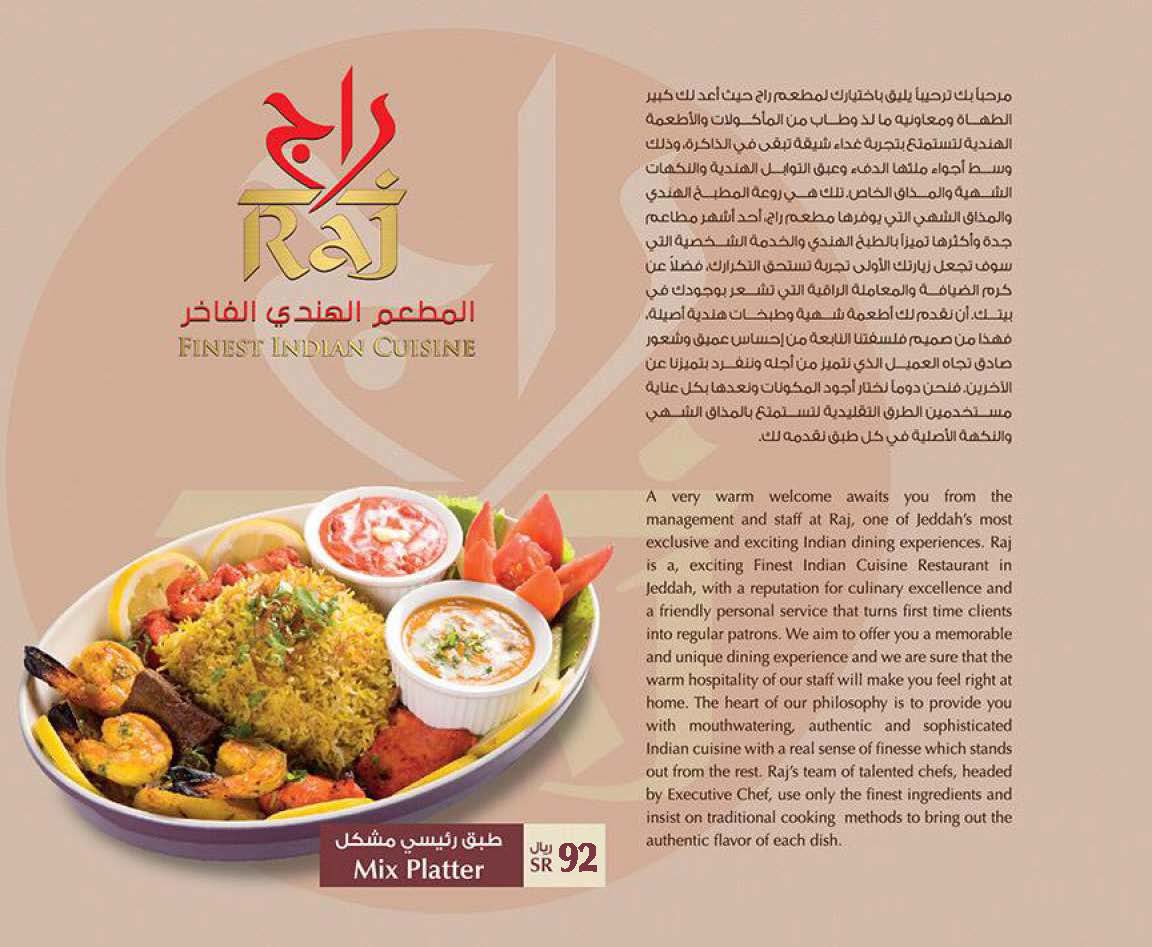 راج
Raj
المطعم الهندي الفاخر
FINEST INDIAN CUISINE
مرحباً بك ترحيباً يليق باختيارك لمطعم راج حيث أعد لك كبير
الطهاة ومعاونيه ما لذ وطاب من المأكولات والأطعمة
الهندية لتستمتع بتجربة غداء شيقة تبقى في الذاكرة، وذلك
وسط أجواء ملئها الدفء وعبق التوابل الهندية والنكهات
الشهية والمذاق الخاص. تلك هي روعة المطبخ الهندي
والمذاق الشهي التي يوفرها مطعم راج، أحد أشهر مطاعم
جدة وأكثرها تميزاً بالطبخ الهندي والخدمة الشخصية التي
سوف تجعل زيارتك الأولى تجربة تستحق التكرارك، فضلاً عن
كرم الضيافة والمعاملة الراقية التي تشعر بوجودك في
بيتك. أن نقدم لك أطعمة شهية وطبخات هندية أصيلة،
فهذا من صميم فلسفتنا النابعة من إحساس عميق وشعور
صادق تجاه العميل الذي نتميز من أجله وننفرد بتميزنا عن
الآخرين. فنحن دوماً نختار أجود المكونات ونعدها بكل عناية
مستخدمين الطرق التقليدية لتستمتع بالمذاق الشهي
والنكهة الأصلية في كل طبق نقدمه لك.
A very warm welcome awaits you from the
management and staff at Raj, one of Jeddah's most
exclusive and exciting Indian dining experiences. Raj
is a, exciting Finest Indian Cuisine Restaurant in
Jeddah, with a reputation for culinary excellence and
a friendly personal service that turns first time clients
into regular patrons. We aim to offer you a memorable
and unique dining experience and we are sure that the
warm hospitality of our staff will make you feel right at
home. The heart of our philosophy is to provide you
with mouthwatering, authentic and sophisticated
Indian cuisine with a real sense of finesse which stands
out from the rest. Raj's team of talented chefs, headed
by Executive Chef, use only the finest ingredients and
insist on traditional cooking methods to bring out the
authentic flavor of each dish.
طبق رئيسي مشكل
Mix Platter
ريال
SR 92